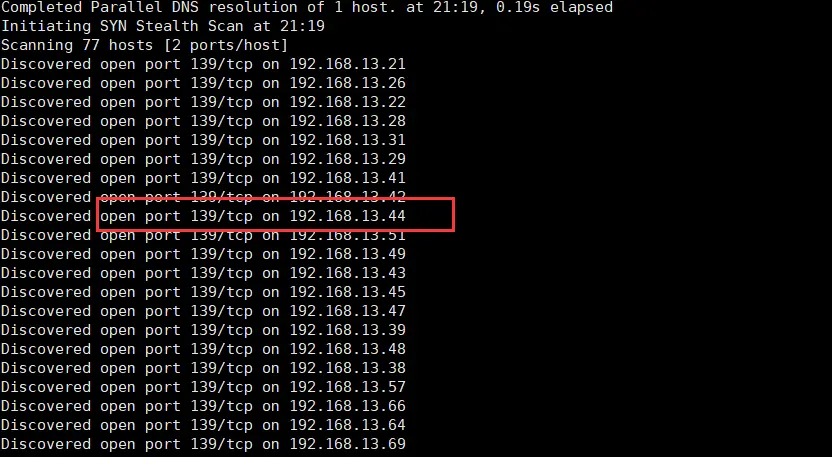 Completed Parallel DNS resolution of 1 host. at 21:19, 0.19s elapsed
Initiating SYN Stealth Scan at 21:19
Scanning 77 hosts [2 ports/host]
Discovered open port 139/tcp on 192.168.13.21
Discovered open port 139/tcp on 192.168.13.26
Discovered open port 139/tcp on 192.168.13.22
Discovered open port 139/tcp on 192.168.13.28
Discovered open port 139/tcp on 192.168.13.31
Discovered open port 139/tcp on 192.168.13.29
Discovered open port 139/tcp on 192.168.13.41
Discovered open port 139/tcp on 192.168.13.42
Discovered open port 139/tcp on 192.168.13.44
Discovered open port 139/tcp on 192.168.13.51
Discovered open port 139/tcp on 192.168.13.49
Discovered open port 139/tcp on 192.168.13.43
Discovered open port 139/tcp on 192.168.13.45
Discovered open port 139/tcp on 192.168.13.47
Discovered open port 139/tcp on 192.168.13.39
Discovered open port 139/tcp on 192.168.13.48
Discovered open port 139/tcp on 192.168.13.38
Discovered open port 139/tcp on 192.168.13.57
Discovered open port 139/tcp on 192.168.13.66
Discovered open port 139/tcp on 192.168.13.64
Discovered open port 139/tcp on 192.168.13.69